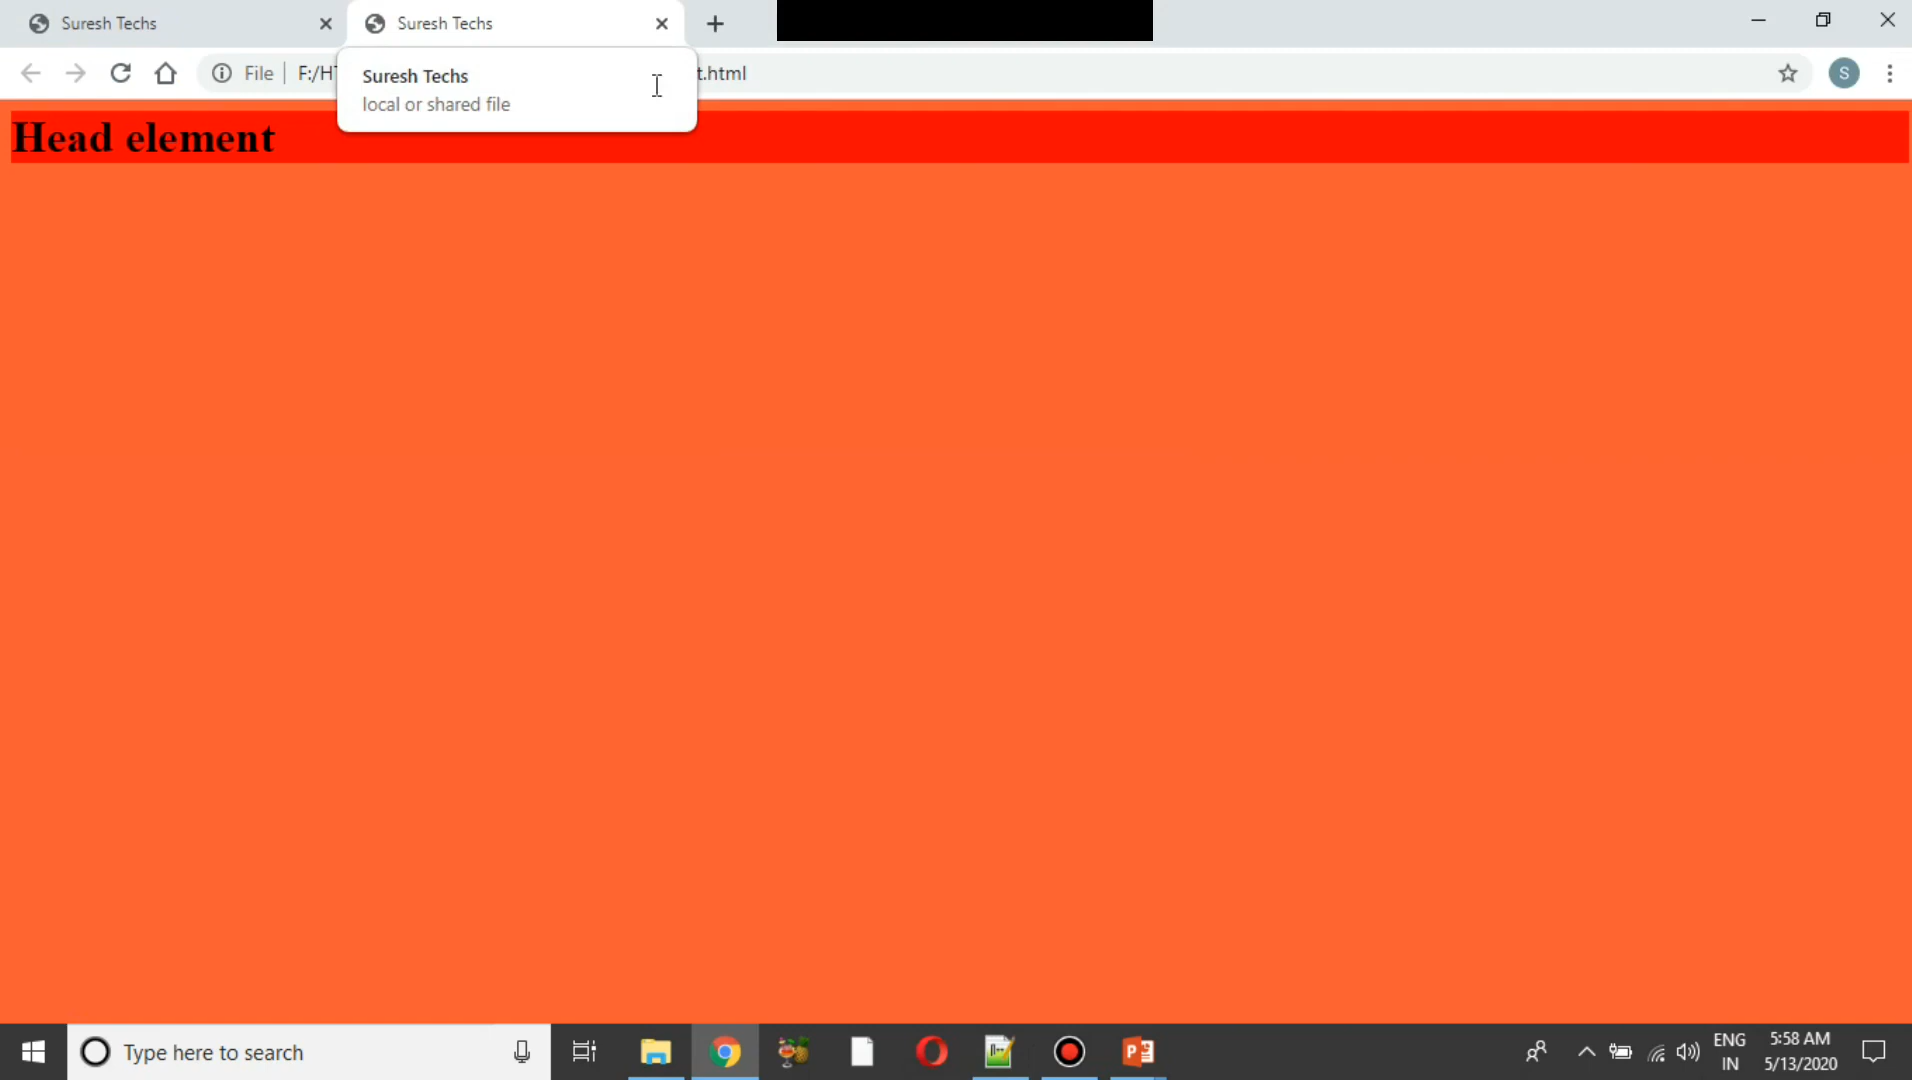 Suresh Techs
Suresh Techs
File
F:/HT
t.html
S
Suresh Techs
local or shared file
Head element
Type here to search
ENG
IN
5:58 AM
5/13/2020